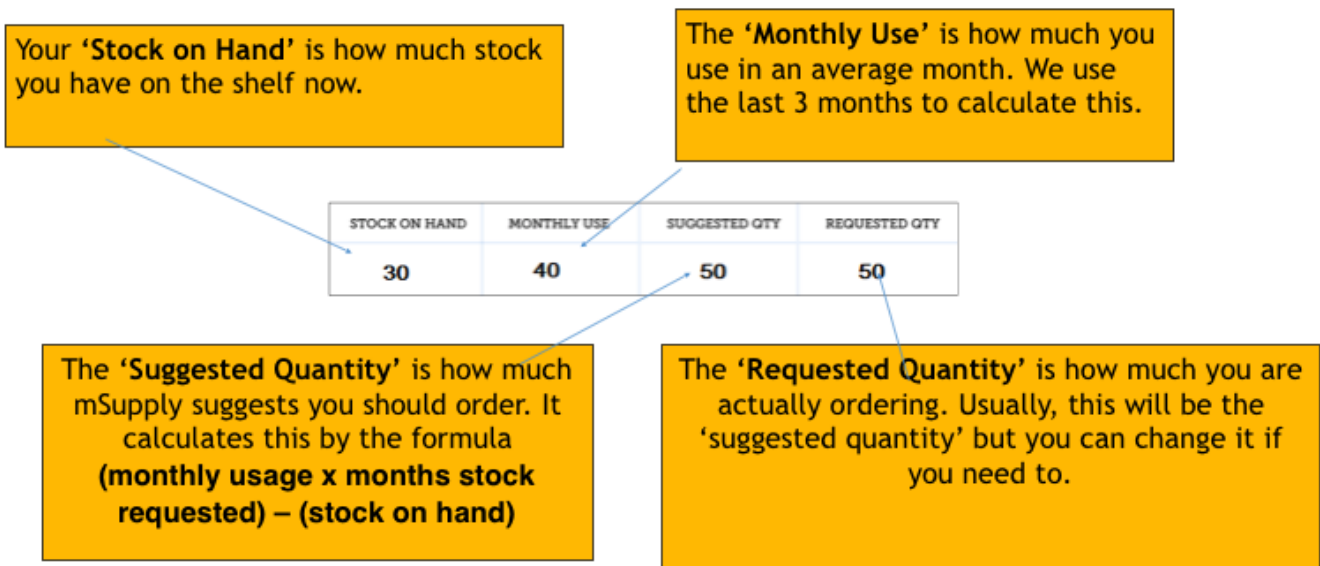 Your ‘Stock on Hand’ is how much stock
you have on the shelf now.
The ‘Monthly Use’ is how much you
use in an average month. We use
the last 3 months to calculate this.
STOCK ON HAND MONTHLY USE SUGGESTED QTY REQUESTED QTY
30 40 50 50
The ‘Suggested Quantity’ is how much
mSupply suggests you should order. It
calculates this by the formula
(monthly usage x months stock
requested) – (stock on hand)
The ‘Requested Quantity’ is how much you are
actually ordering. Usually, this will be the
‘suggested quantity’ but you can change it if
you need to.